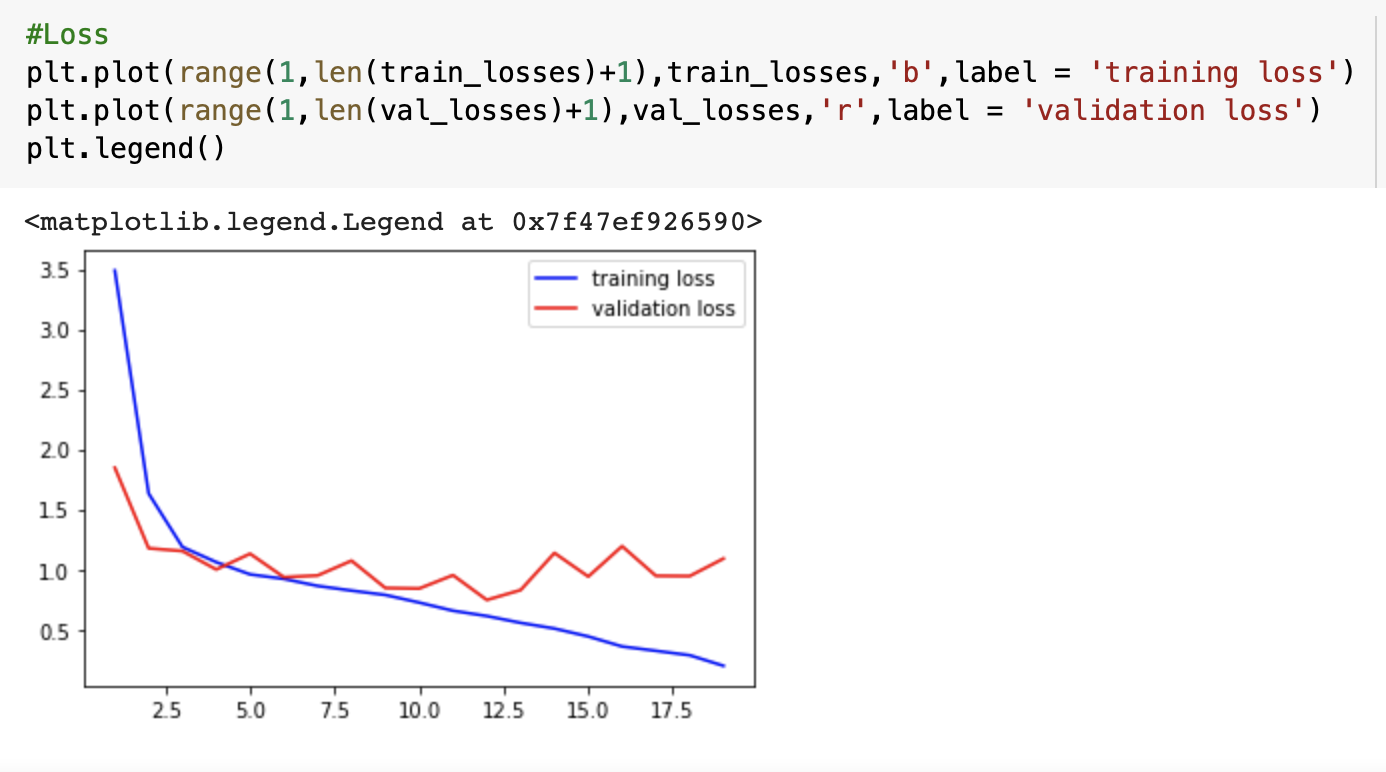 #Loss
plt.plot(range(1,len(train_losses)+1),train_losses,'b',label = 'training loss')
plt.plot(range(1,len(val_losses)+1),val_losses,'r',label = 'validation loss')
plt.legend()
<matplotlib.legend.Legend at 0x7f47ef926590>
training loss
validation loss
3.5
3.0
2.5
2.0
1.5
1.0
0.5
2.5 5.0 7.5 10.0 12.5 15.0 17.5